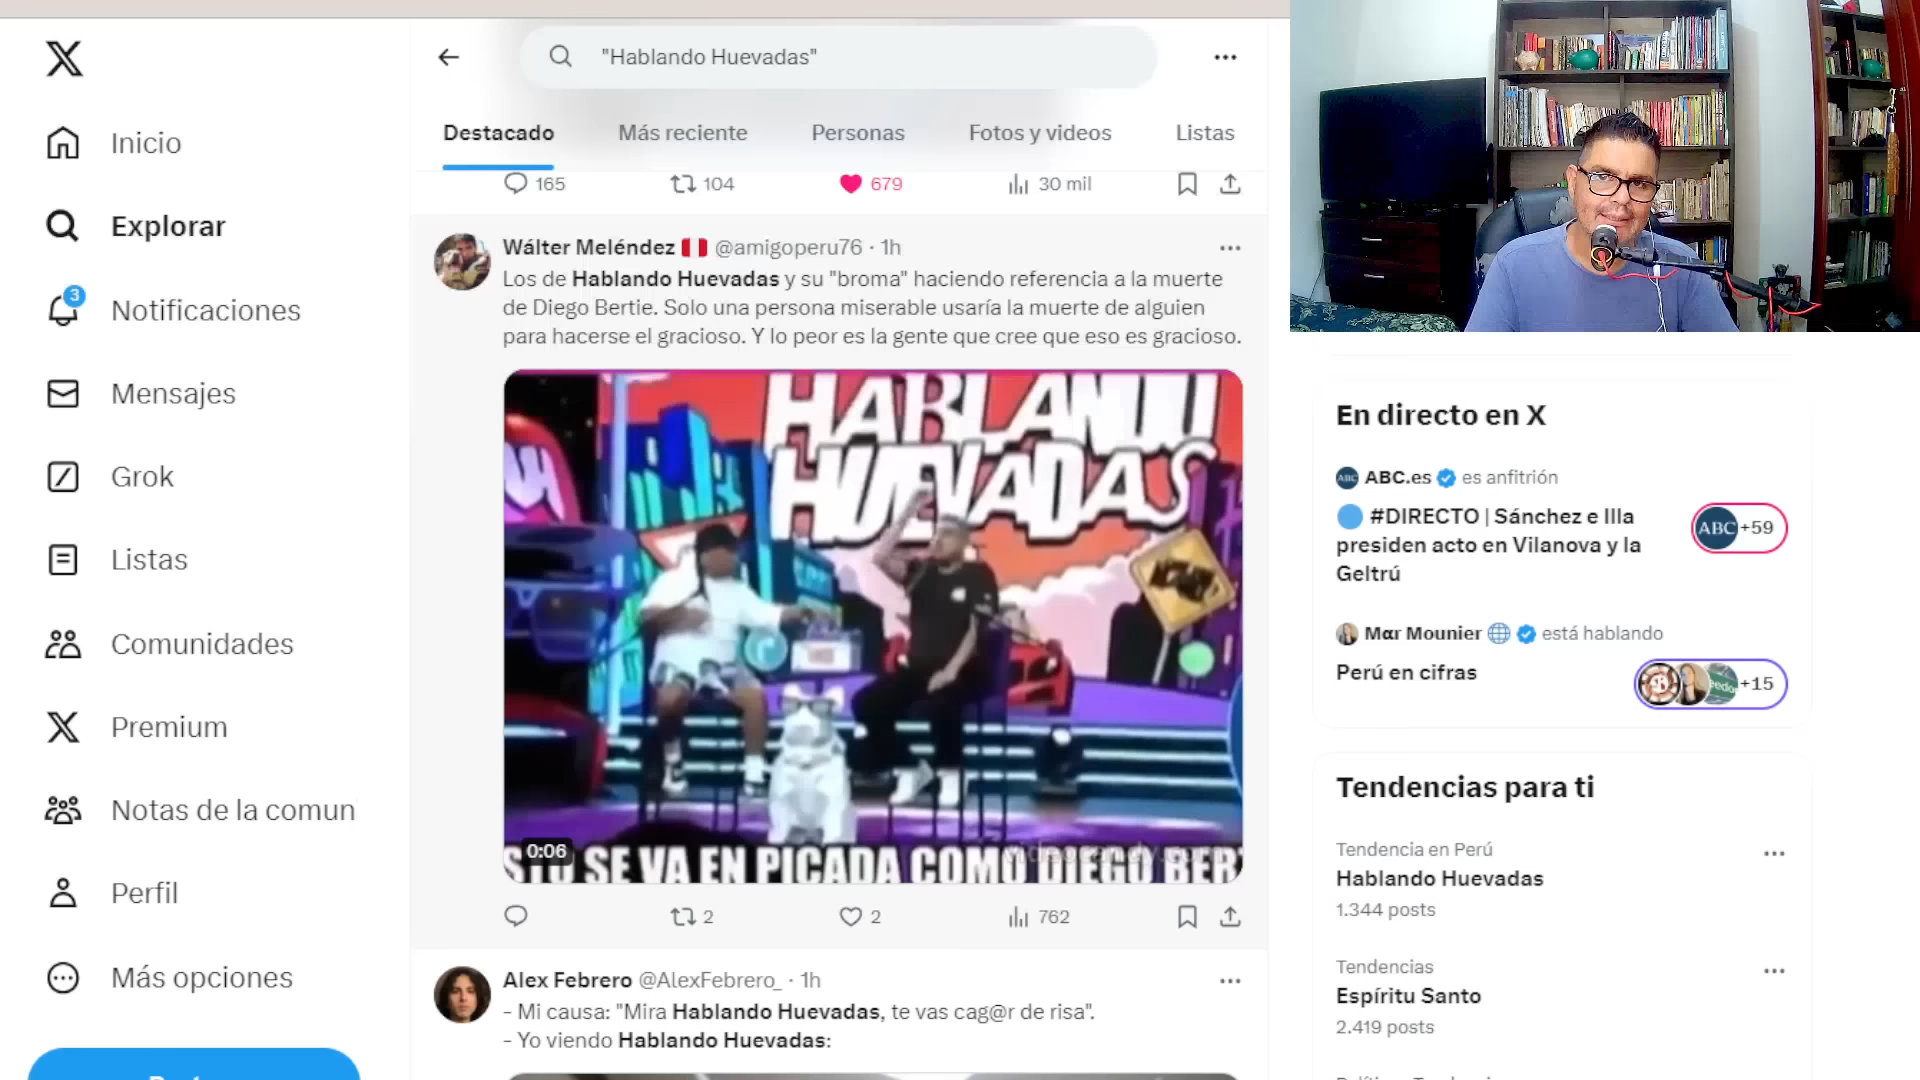 "Hablando Huevadas"
Destacado
Más reciente
Personas
Fotos y videos
Listas
Inicio
Explorar
3
Notificaciones
Mensajes
Grok
Listas
Comunidades
Premium
Notas de la comun
Perfil
Más opciones
165
104
679
30 mil
Wálter Meléndez @amigoperu76 · 1h
Los de Hablando Huevadas y su "broma" haciendo referencia a la muerte
de Diego Bertie. Solo una persona miserable usaría la muerte de alguien
para hacerse el gracioso. Y lo peor es la gente que cree que eso es gracioso.
HABLANDO
HUEVADAS
0:06
STO SE VA EN PICADA COMO DIEGO BER
2
2
762
Alex Febrero @AlexFebrero_ · 1h
- Mi causa: "Mira Hablando Huevadas, te vas cag@r de risa".
- Yo viendo Hablando Huevadas:
En directo en X
ABC ABC.es es anfitrión
#DIRECTO | Sánchez e Illa
presiden acto en Vilanova y la
Geltrú
ABC +59
Mαr Mounier está hablando
Perú en cifras
+15
Tendencias para ti
Tendencia en Perú
Hablando Huevadas
1.344 posts
Tendencias
Espíritu Santo
2.419 posts